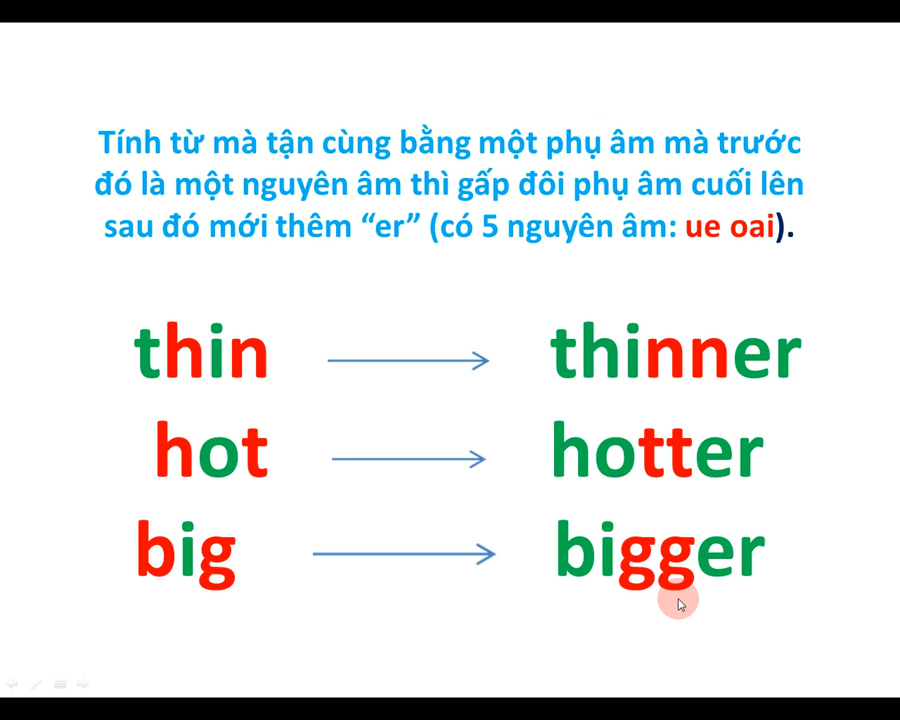 Tính từ mà tận cùng bằng một phụ âm mà trước
đó là một nguyên âm thì gấp đôi phụ âm cuối lên
sau đó mới thêm “er” (có 5 nguyên âm: ue oai).
thin thinner
hot hotter
big bigger